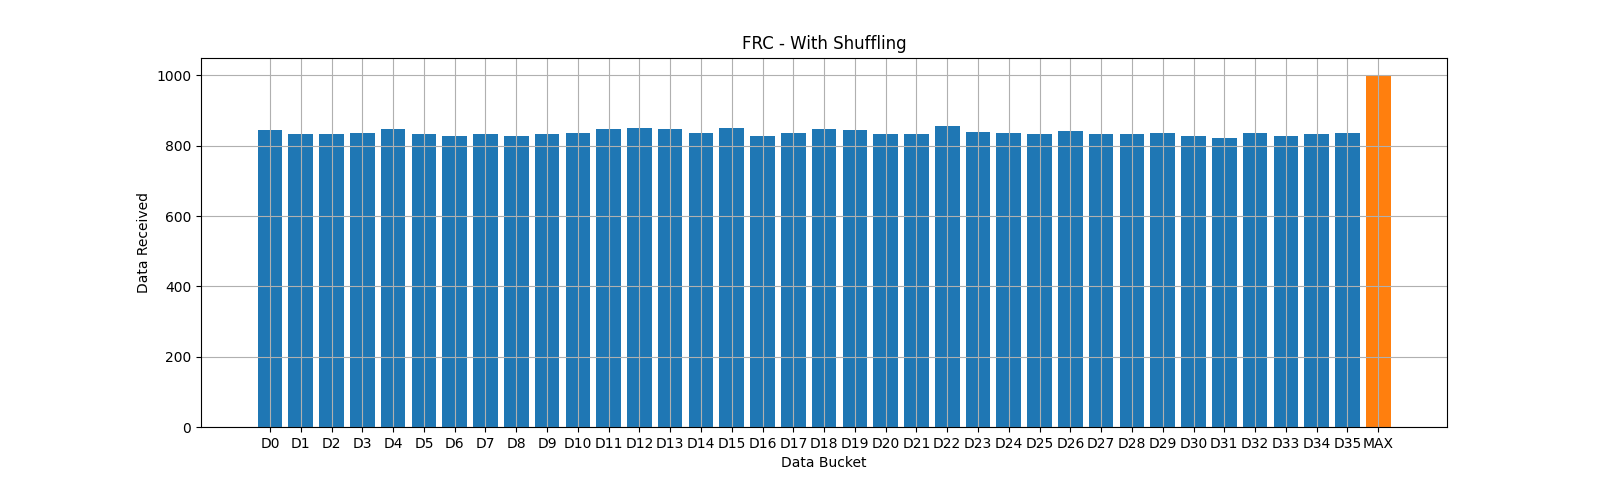 FRC - With Shuffling
1000
800
600
400
200
0
Data Received
D0 D1 D2 D3 D4 D5 D6 D7 D8 D9 D10 D11 D12 D13 D14 D15 D16 D17 D18 D19 D20 D21 D22 D23 D24 D25 D26 D27 D28 D29 D30 D31 D32 D33 D34 D35 MAX
Data Bucket